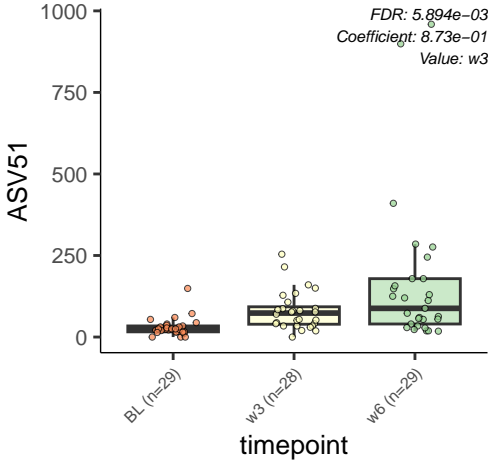 FDR: 5.894e−03
Coefficient: 8.73e−01
Value: w3
1000
750
500
250
0
ASV51
BL (n=29)
w3 (n=28)
w6 (n=29)
timepoint